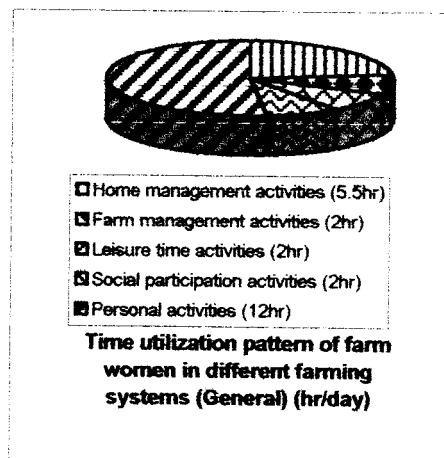 Home management activities (5.5hr)
Farm management activities (2hr)
Leisure time activities (2hr)
Social participation activities (2hr)
Personal activities (12hr)
Time utilization pattern of farm
women in different farming
systems (General) (hr/day)